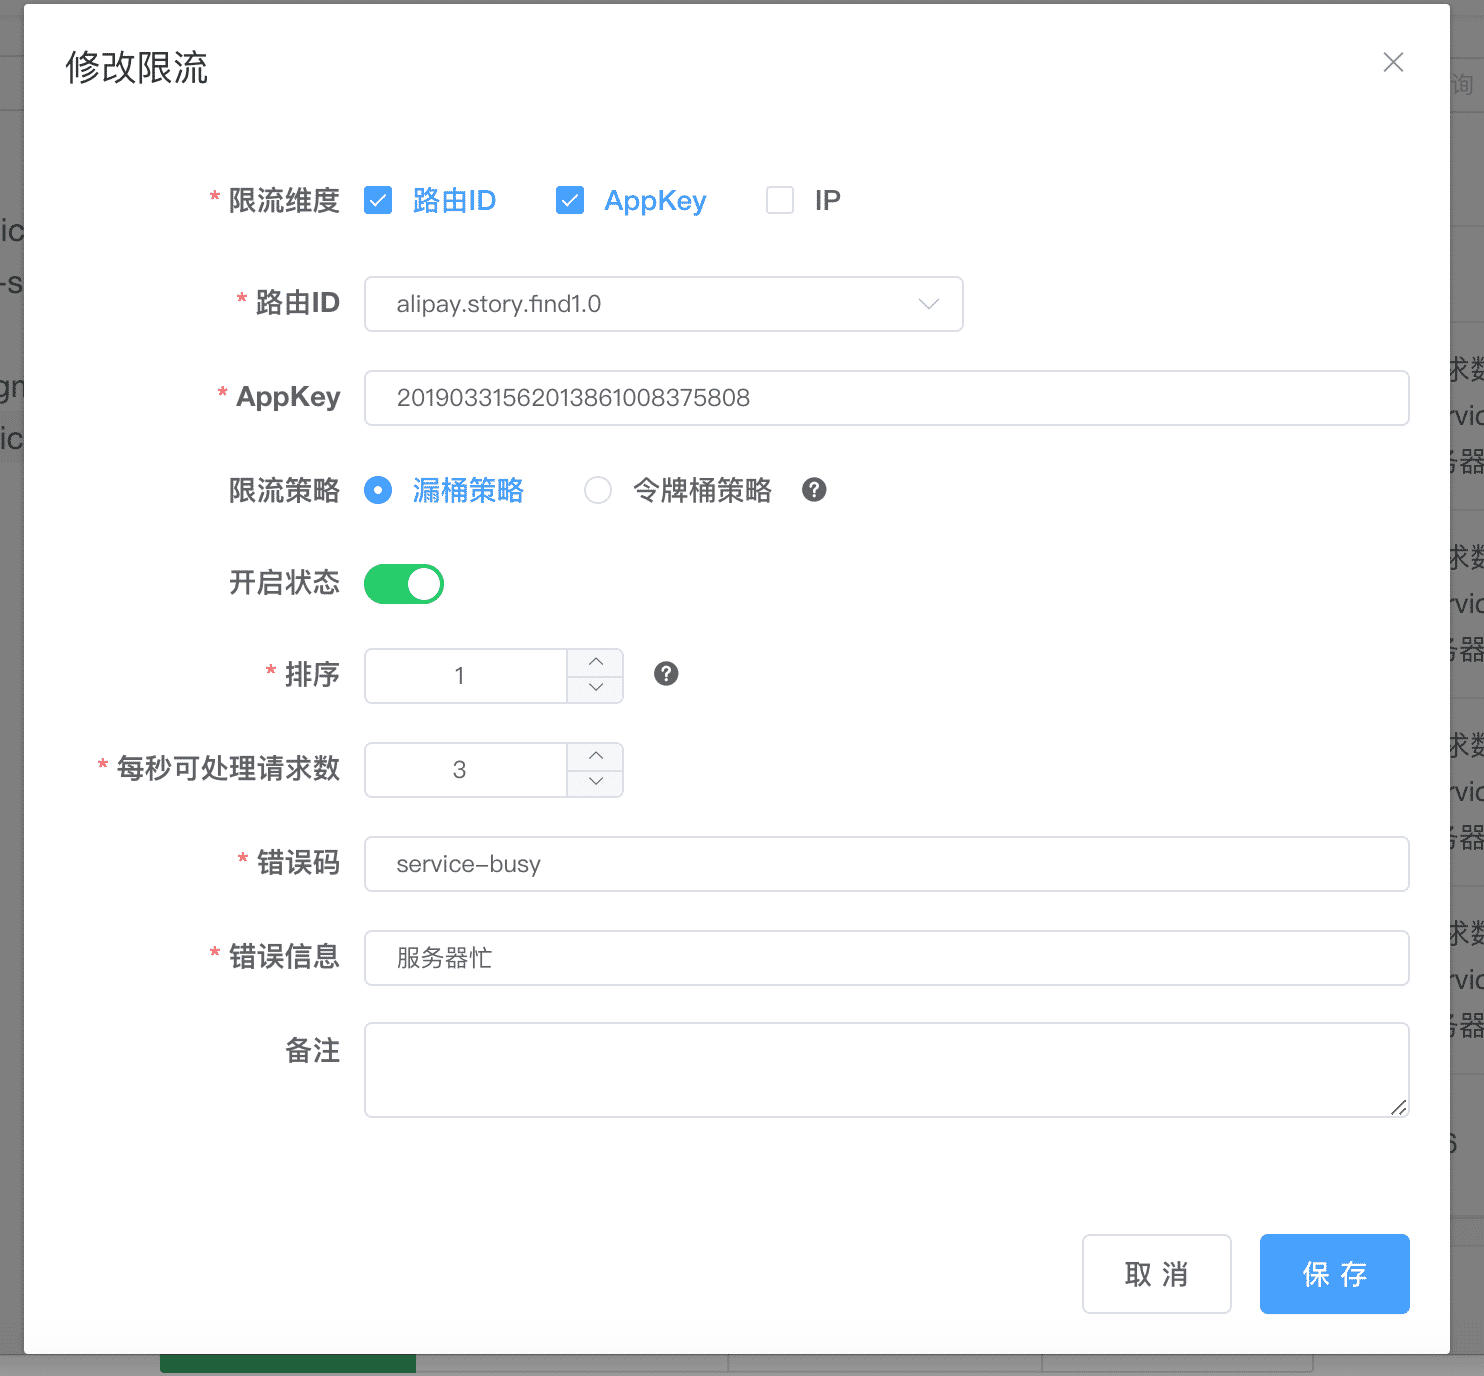 修改限流
* 限流维度 路由ID AppKey IP
* 路由ID alipay.story.find1.0
* AppKey 201903315620138610083758​08
限流策略 漏桶策略 令牌桶策略
开启状态
* 排序 1
* 每秒可处理请求数 3
* 错误码 service-busy
* 错误信息 服务器忙
备注
取 消 保 存